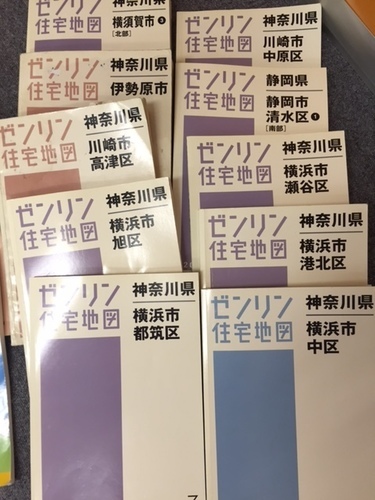 神奈川県
横須賀市③
[北部]
ゼンリン
住宅地図
神奈川県
伊勢原市
ゼンリン
住宅地図
神奈川県
川崎市
高津区
ゼンリン
住宅地図
神奈川県
横浜市
旭区
ゼンリン
住宅地図
神奈川県
横浜市
都筑区
ゼンリン
住宅地図
神奈川県
川崎市
中原区
ゼンリン
住宅地図
静岡県
静岡市
清水区①
[南部]
ゼンリン
住宅地図
神奈川県
横浜市
瀬谷区
ゼンリン
住宅地図
神奈川県
横浜市
港北区
ゼンリン
住宅地図
神奈川県
横浜市
中区